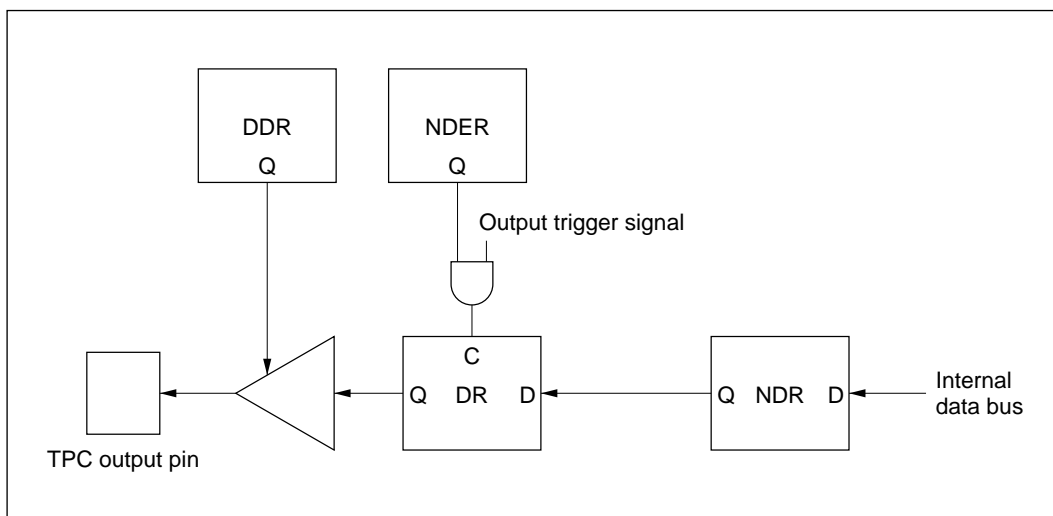 DDR
Q
NDER
Q
Output trigger signal
C
Q DR D
Q NDR D
Internal
data bus
TPC output pin